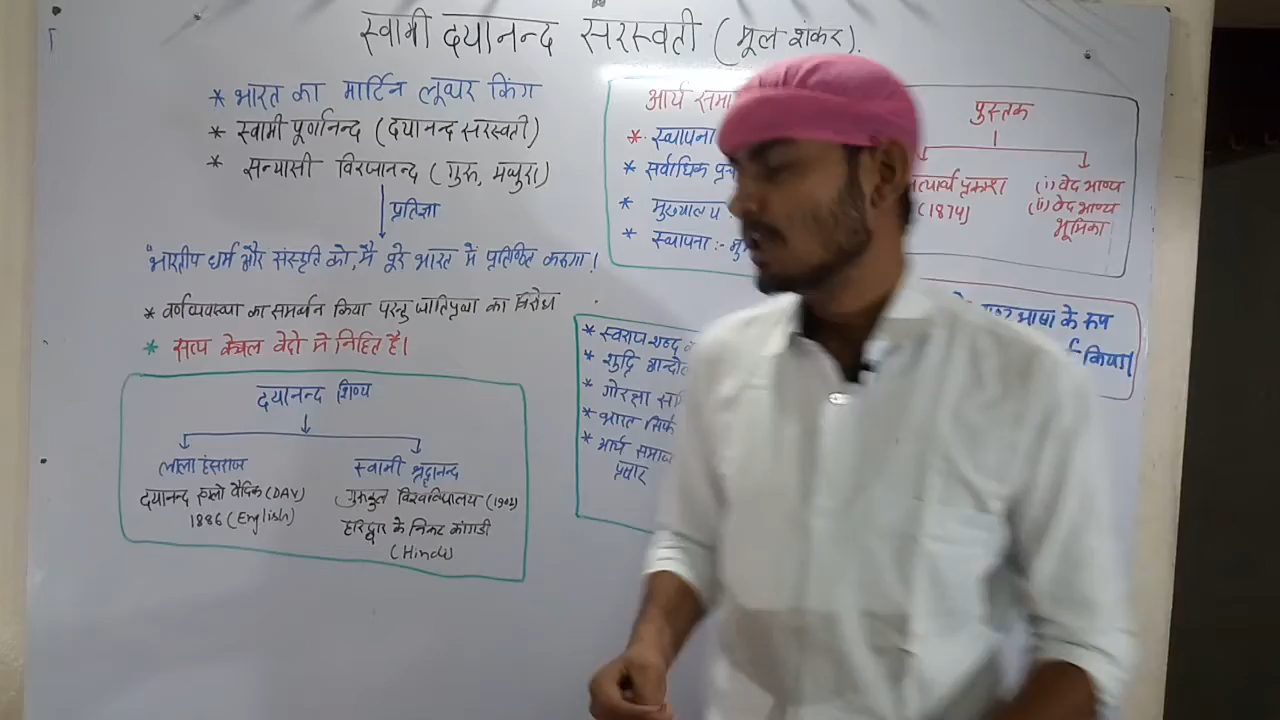 स्वामी दयानन्द सरस्वती (मूल शंकर).
* भारत का मार्टिन लूथर किंग
* स्वामी पूर्णानन्द (दयानन्द सरस्वती)
* सन्यासी विरजानन्द (गुरु, मथुरा)
प्रतिज्ञा
"भारतीय धर्म और संस्कृति को, मैं पूरे भारत में प्रतिष्ठित करुगा!
* वर्णव्यवस्था का समर्थन किया परन्तु जातिप्रथा का विरोध
* सत्य केवल वेदो मे निहित है।
दयानन्द शिष्य
लाला हंसराज
दयानन्द एंग्लो वैदिक (DAV)
1886 (English)
स्वामी श्रद्धानन्द
गुरुकुल विश्वविद्यालय (1902)
हरिद्वार के निकट कांगडी
(Hindi)
आर्य समा
* स्थापना
* सर्वाधिक
* मुख्यालय
* स्थापना :-
पुस्तक
सत्यार्थ प्रकाश
(1874)
(i) वेद भाष्य
(ii) वेद भाष्य
भूमिका
* स्वराज शब्द
* शुद्धि आन्दो
* गोरक्षा
* भारत सिर्फ
* आर्य समाज
प्रचार
भाषा के रूप
किया।